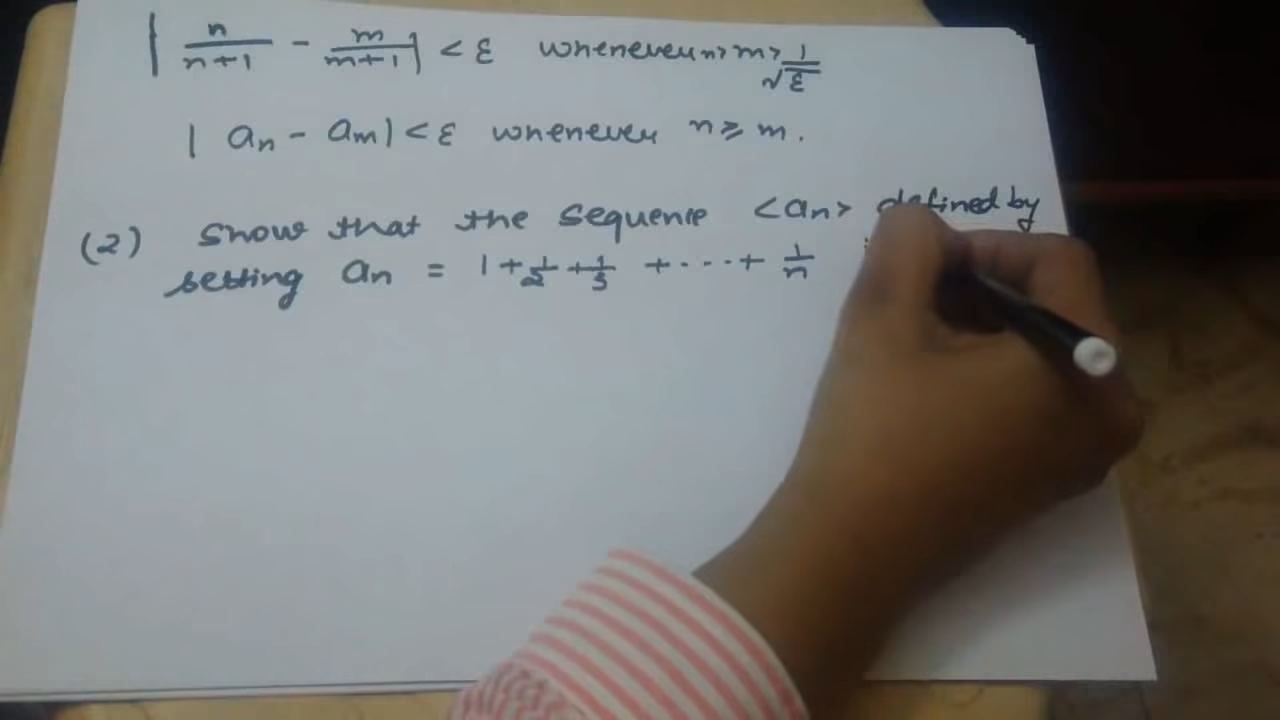 | n/n+1 - m/m+1 | < ε whenever n > m > 1/√ε
| an - am | < ε whenever n ≥ m.
(2) Show that the sequence <an> defined by
setting an = 1 + 1/2 + 1/3 + ... + 1/n